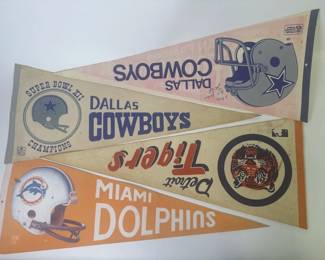 DALLAS
COWBOYS
SUPER BOWL XII
CHAMPIONS
DALLAS
COWBOYS
Detroit
Tigers
MIAMI
DOLPHINS